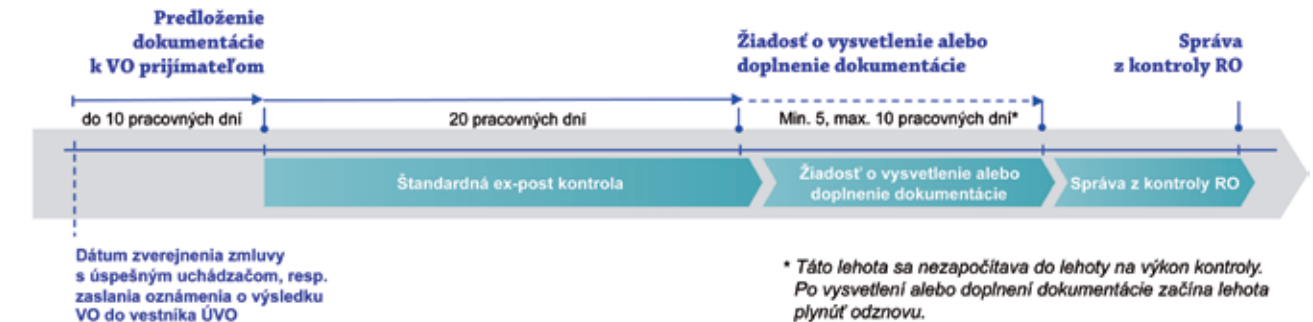 Predloženie
dokumentácie
k VO prijímateľom
Žiadosť o vysvetlenie alebo
doplnenie dokumentácie
Správa
z kontroly RO
do 10 pracovných dní
20 pracovných dní
Min. 5, max. 10 pracovných dní*
Štandardná ex-post kontrola
Žiadosť o vysvetlenie alebo
doplnenie dokumentácie
Správa z kontroly RO
Dátum zverejnenia zmluvy
s úspešným uchádzačom, resp.
zaslania oznámenia o výsledku
VO do vestníka ÚVO
* Táto lehota sa nezapočítava do lehoty na výkon kontroly.
Po vysvetlení alebo doplnení dokumentácie začína lehota
plynúť odznovu.